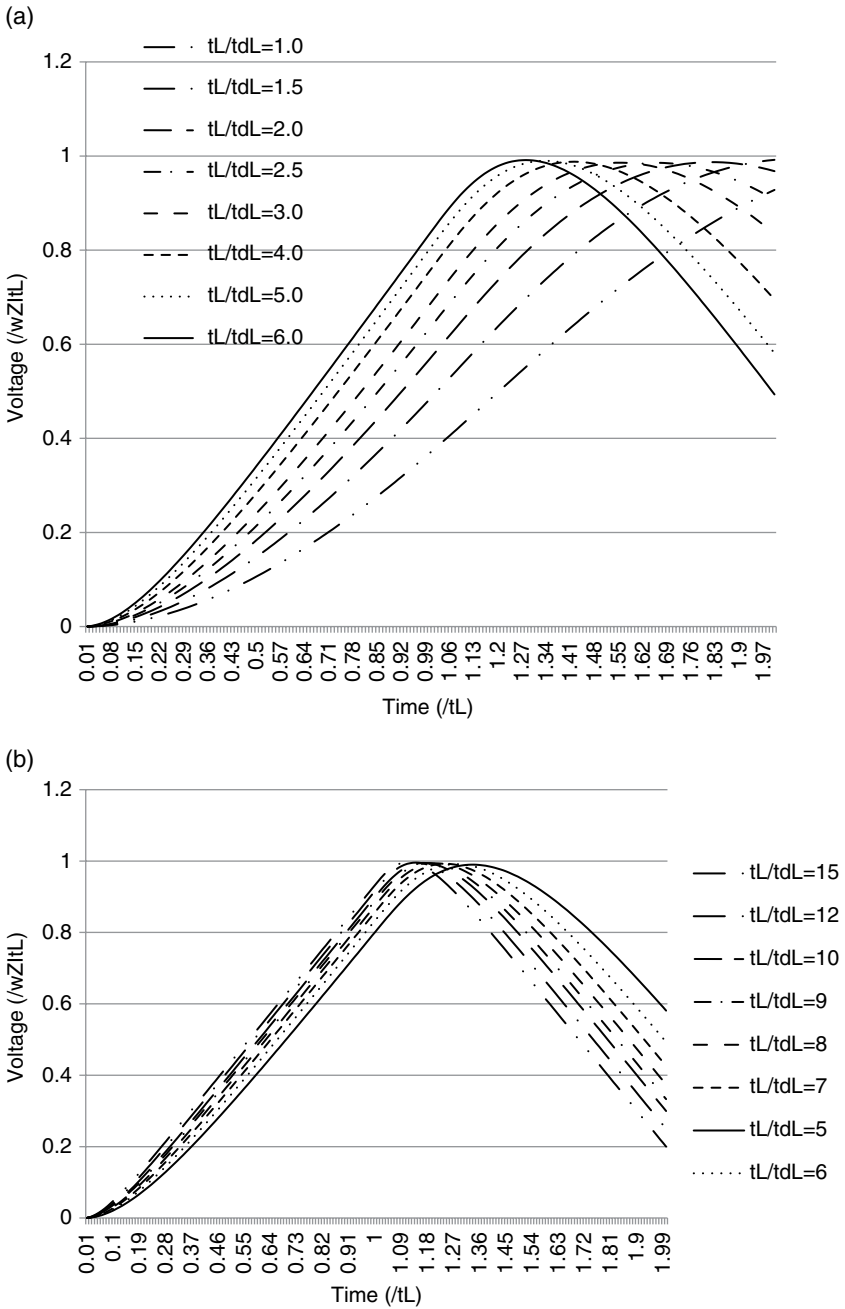 (a)
tL/tdL=1.0
tL/tdL=1.5
tL/tdL=2.0
tL/tdL=2.5
tL/tdL=3.0
tL/tdL=4.0
tL/tdL=5.0
tL/tdL=6.0
1.2
1
0.8
0.6
0.4
0.2
0
Voltage (/wZItL)
0.01 0.08 0.15 0.22 0.29 0.36 0.43 0.5 0.57 0.64 0.71 0.78 0.85 0.92 0.99 1.06 1.13 1.2 1.27 1.34 1.41 1.48 1.55 1.62 1.69 1.76 1.83 1.9 1.97
Time (/tL)
(b)
1.2
1
0.8
0.6
0.4
0.2
0
Voltage (/wZItL)
0.01 0.1 0.19 0.28 0.36 0.46 0.55 0.64 0.73 0.82 0.91 1 1.09 1.18 1.27 1.36 1.45 1.54 1.63 1.72 1.81 1.9 1.99
Time (/tL)
tL/tdL=15
tL/tdL=12
tL/tdL=10
tL/tdL=9
tL/tdL=8
tL/tdL=7
tL/tdL=5
tL/tdL=6